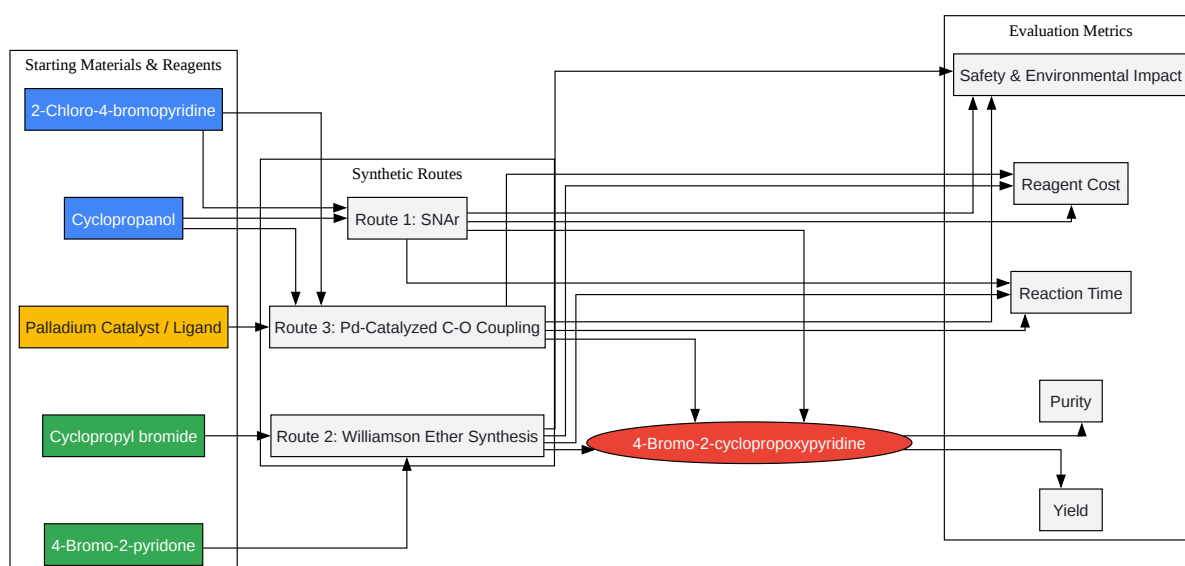 Starting Materials & Reagents
2-Chloro-4-bromopyridine
Cyclopropanol
Palladium Catalyst / Ligand
Cyclopropyl bromide
4-Bromo-2-pyridone
Synthetic Routes
Route 1: SNAr
Route 3: Pd-Catalyzed C-O Coupling
Route 2: Williamson Ether Synthesis
4-Bromo-2-cyclopropoxypyridine
Evaluation Metrics
Safety & Environmental Impact
Reagent Cost
Reaction Time
Purity
Yield